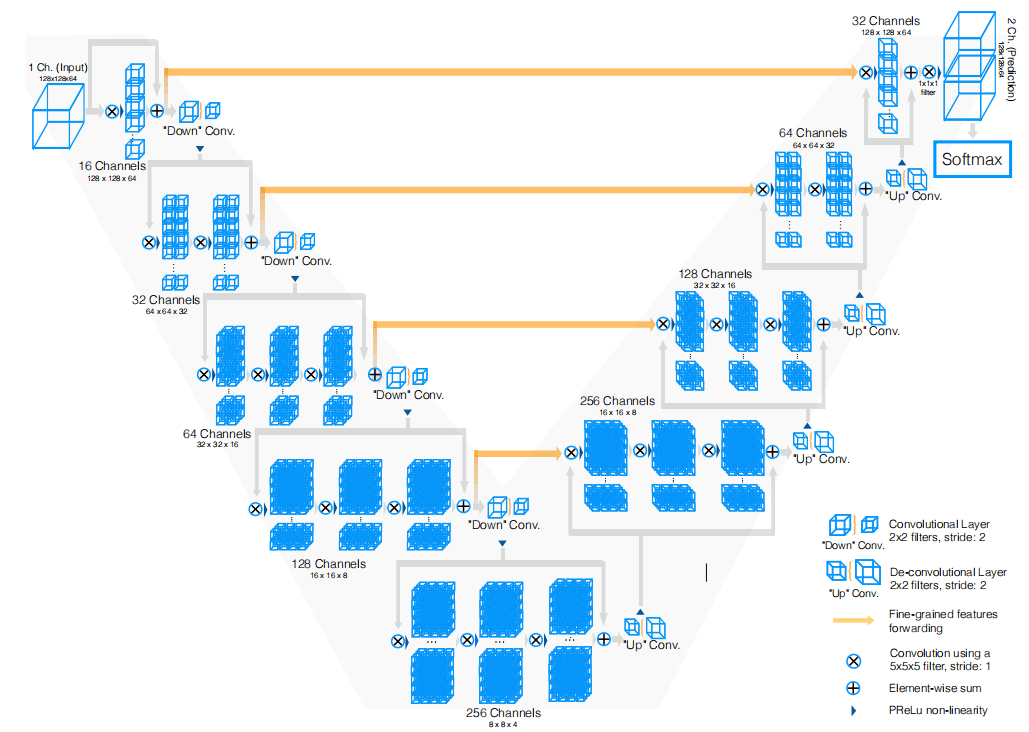 1 Ch. (Input)
128x128x64
"Down" Conv.
16 Channels
128 x 128 x 64
"Down" Conv.
32 Channels
64 x 64 x 32
"Down" Conv.
64 Channels
32 x 32 x 16
"Down" Conv.
128 Channels
16 x 16 x 8
256 Channels
8 x 8 x 4
"Up" Conv.
256 Channels
16 x 16 x 8
"Up" Conv.
128 Channels
32 x 32 x 16
"Up" Conv.
64 Channels
64 x 64 x 32
"Up" Conv.
32 Channels
128 x 128 x 64
1x1x1
filter
2 Ch. (Prediction)
128x 128x64
Softmax
Convolutional Layer
2x2 filters, stride: 2
"Down" Conv.
De-convolutional Layer
2x2 filters, stride: 2
"Up" Conv.
Fine-grained features
forwarding
Convolution using a
5x5x5 filter, stride: 1
Element-wise sum
PReLu non-linearity